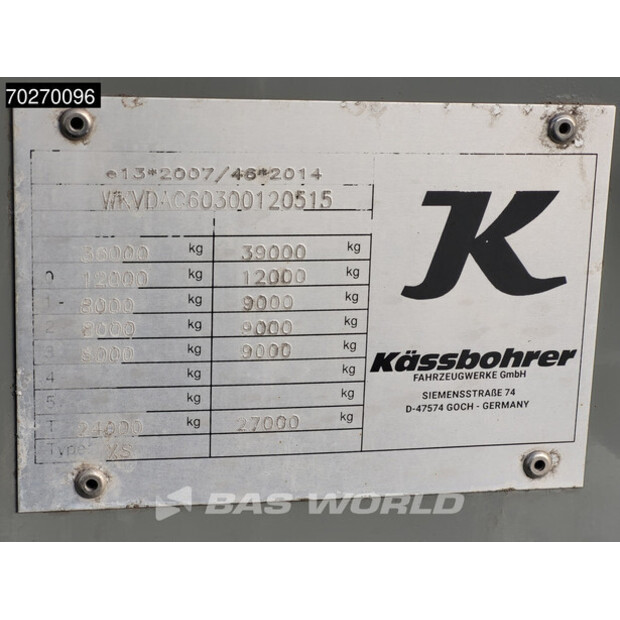 70270096
e13*2007/46*2014
WKVDAC60300120515
36000 kg 39000 kg
0 12000 kg 12000 kg
1 - 8000 kg 9000 kg
2 8000 kg 9000 kg
3 8000 kg 9000 kg
4 kg kg
5 kg kg
T 24000 kg 27000 kg
Type XS
K
Kässbohrer
FAHRZEUGWERKE GmbH
SIEMENSSTRAßE 74
D-47574 GOCH - GERMANY
BAS WORLD